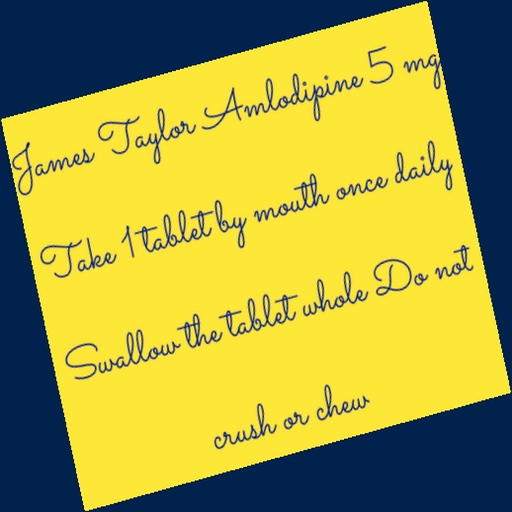 James Taylor Amlodipine 5 mg
Take 1 tablet by mouth once daily
Swallow the tablet whole Do not
crush or chew